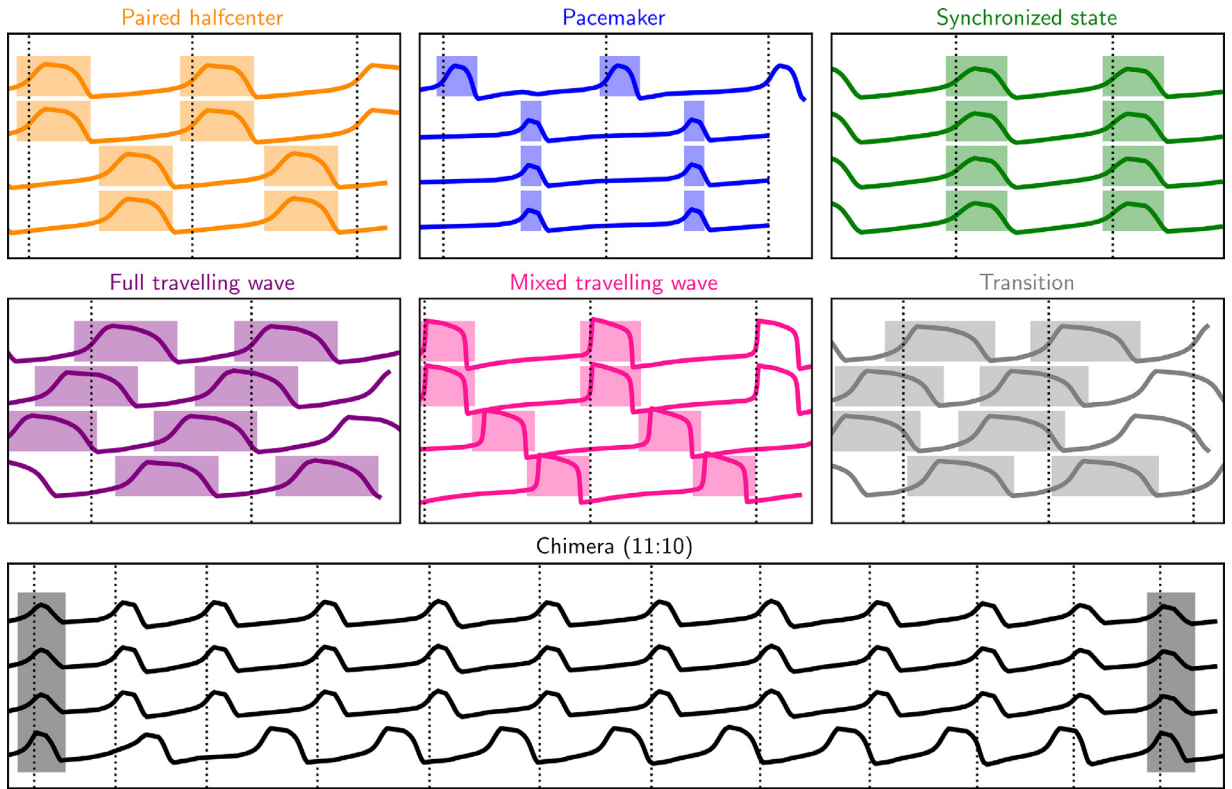 Paired halfcenter
Pacemaker
Synchronized state
Full travelling wave
Mixed travelling wave
Transition
Chimera (11:10)